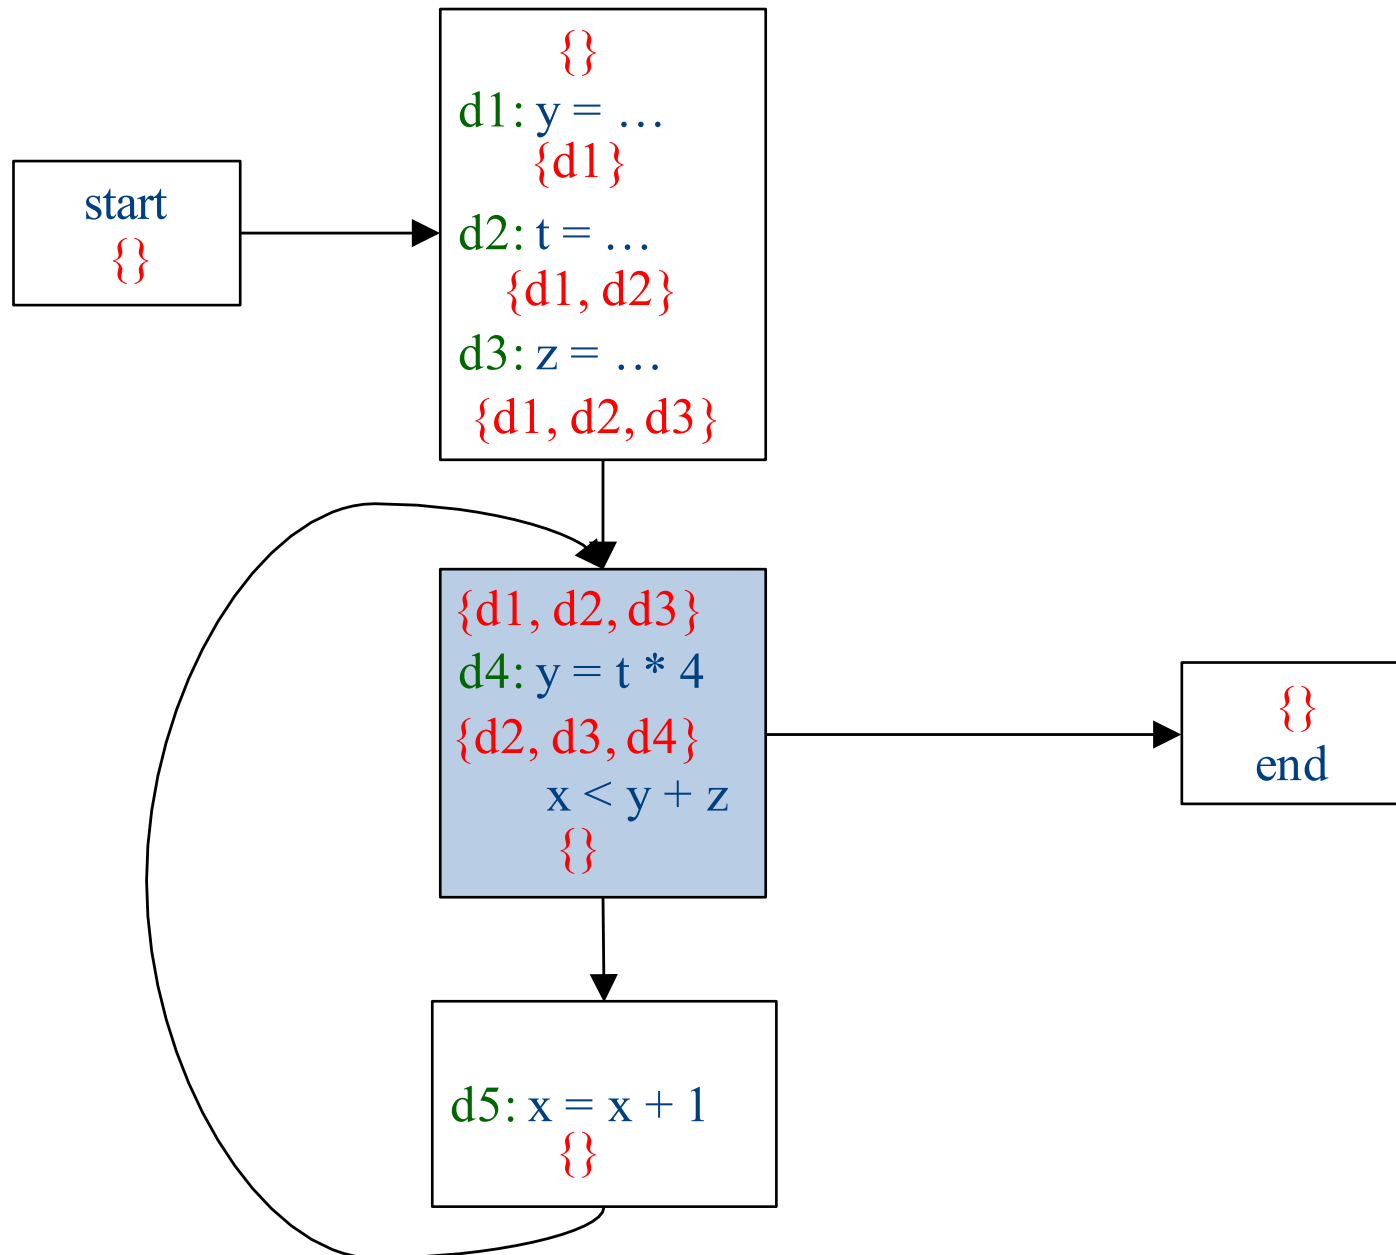 start
{}
{}
d1: y = …
{d1}
d2: t = …
{d1, d2}
d3: z = …
{d1, d2, d3}
{d1, d2, d3}
d4: y = t * 4
{d2, d3, d4}
x < y + z
{}
{}
end
d5: x = x + 1
{}